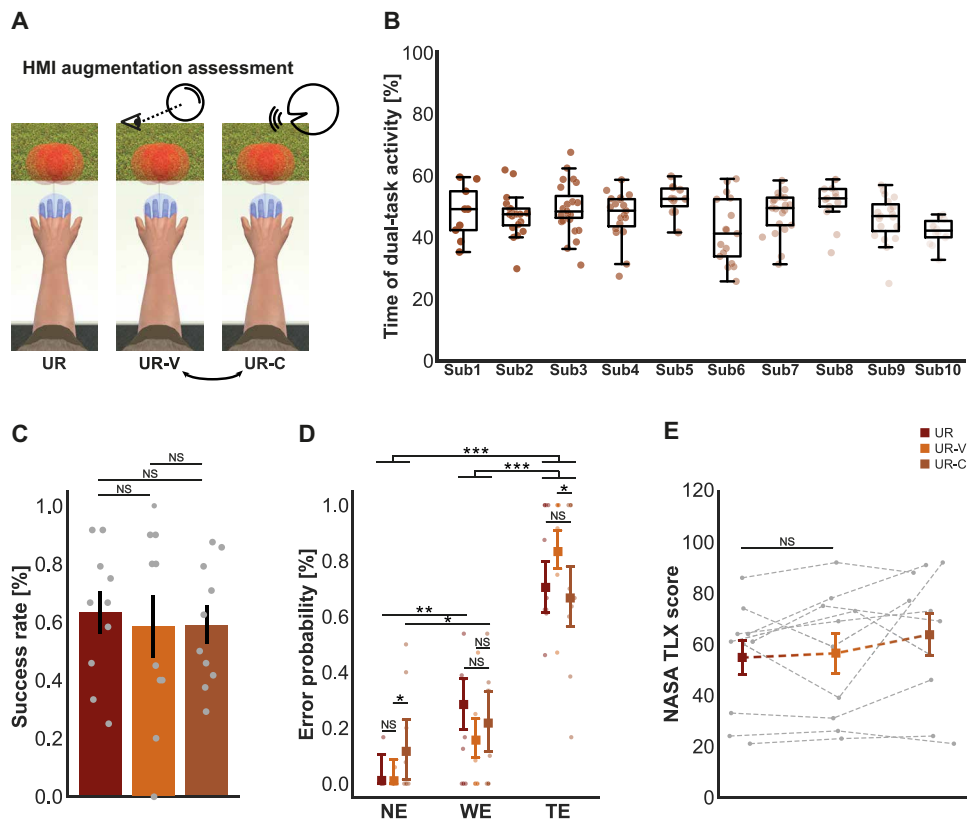 A
HMI augmentation assessment
UR
UR-V
UR-C
B
Time of dual-task activity [%]
100
80
60
40
20
0
Sub1
Sub2
Sub3
Sub4
Sub5
Sub6
Sub7
Sub8
Sub9
Sub10
C
Success rate [%]
NS
NS
NS
1.0
0.8
0.6
0.4
0.2
0.0
D
Error probability [%]
***
***
*
NS
**
*
NS
NS
*
NS
1.0
0.8
0.6
0.4
0.2
0.0
NE
WE
TE
E
UR
UR-V
UR-C
NASA TLX score
120
100
80
60
40
20
0
NS